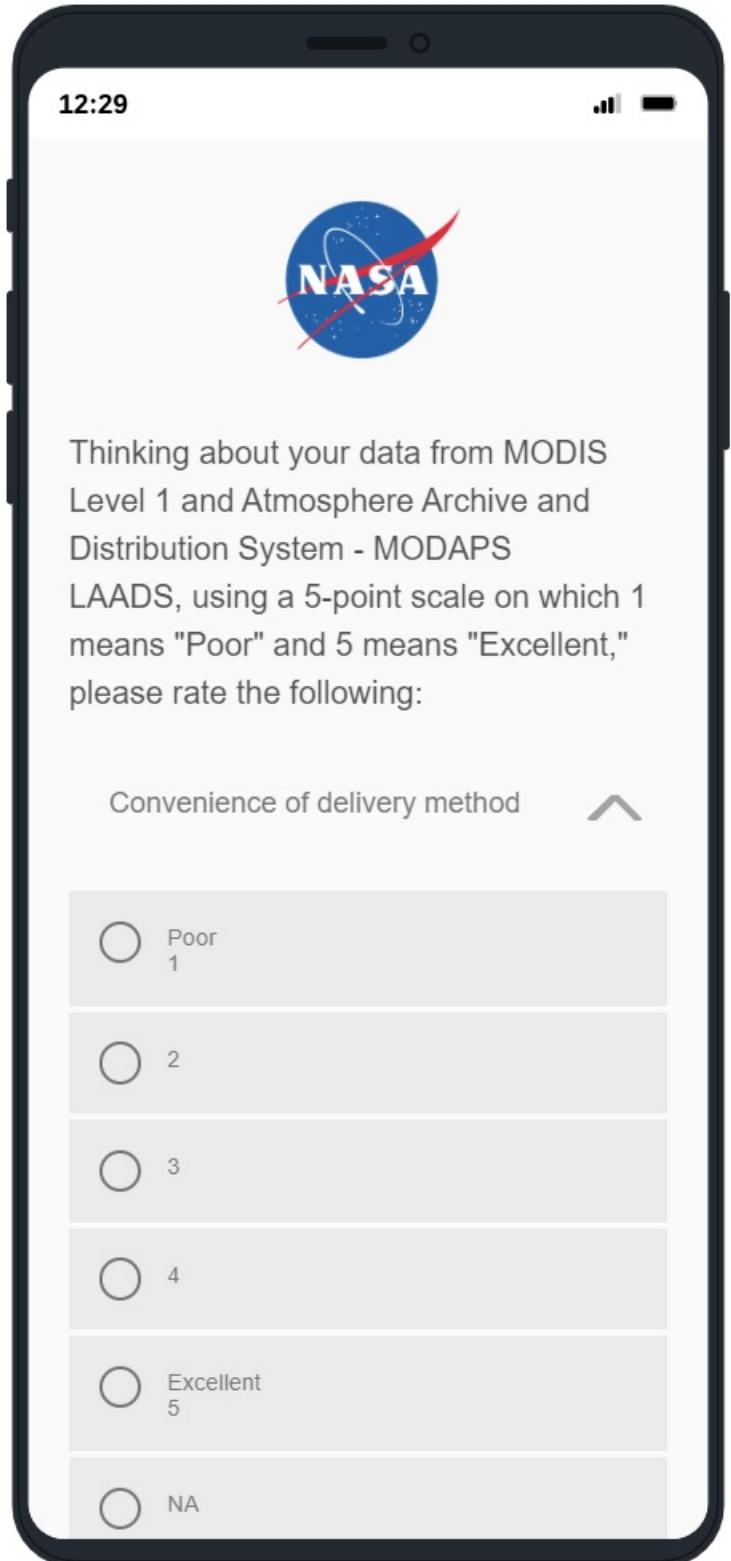 12:29
NASA
Thinking about your data from MODIS
Level 1 and Atmosphere Archive and
Distribution System - MODAPS
LAADS, using a 5-point scale on which 1
means "Poor" and 5 means "Excellent,"
please rate the following:
Convenience of delivery method
Poor
1
2
3
4
Excellent
5
NA